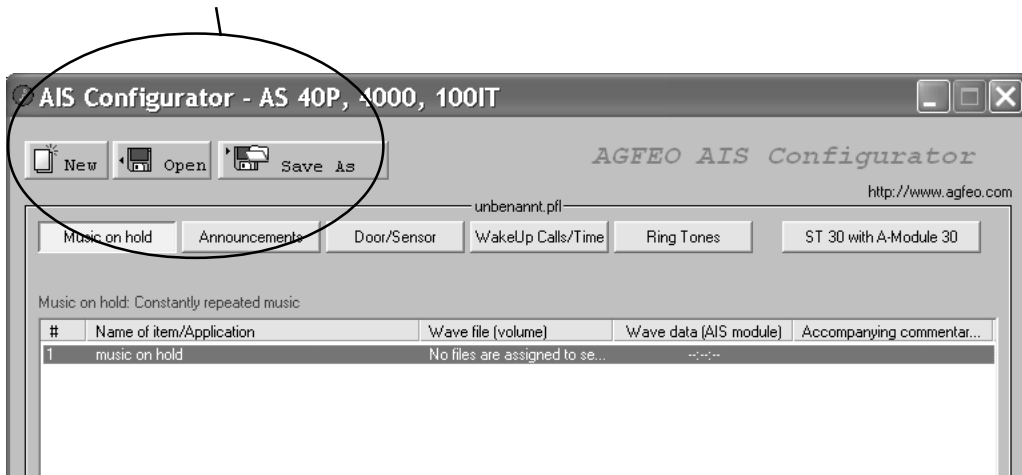 AIS Configurator - AS 40P, 4000, 100IT
New Open Save As
AGFEO AIS Configurator
http://www.agfeo.com
unbenannt.pfl
Music on hold Announcements Door/Sensor WakeUp Calls/Time Ring Tones ST 30 with A-Module 30
Music on hold: Constantly repeated music
# Name of item/Application Wave file (volume) Wave data (AIS module) Accompanying commentar...
1 music on hold No files are assigned to se... --:--:--